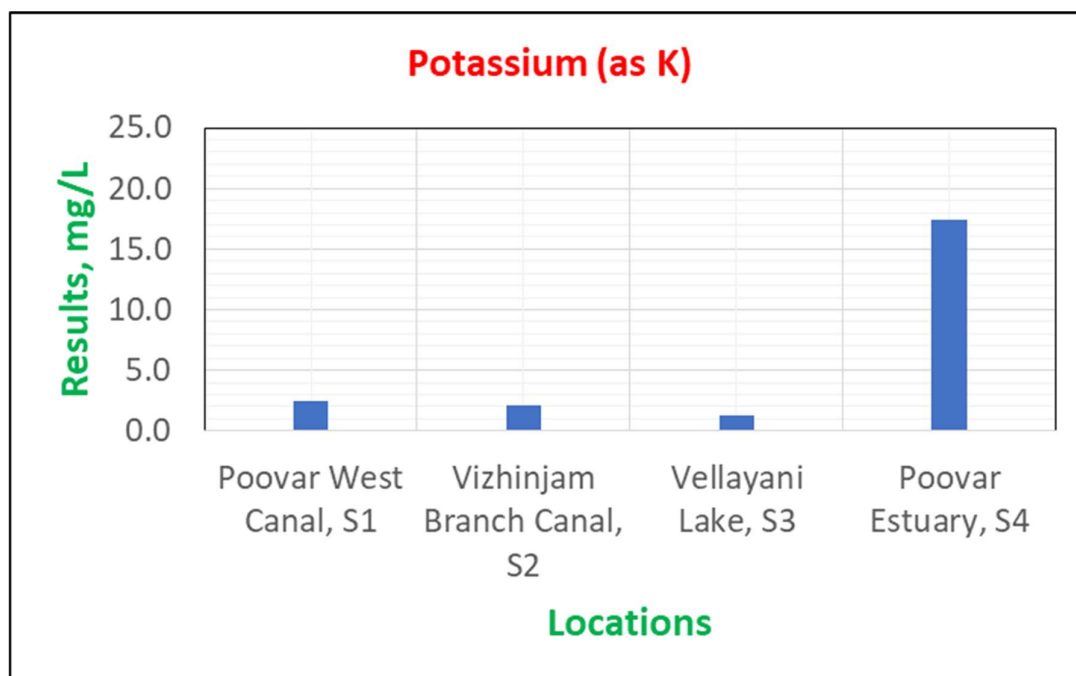 Potassium (as K)
Results, mg/L
25.0
20.0
15.0
10.0
5.0
0.0
Poovar West
Canal, S1
Vizhinjam
Branch Canal,
S2
Vellayani
Lake, S3
Poovar
Estuary, S4
Locations